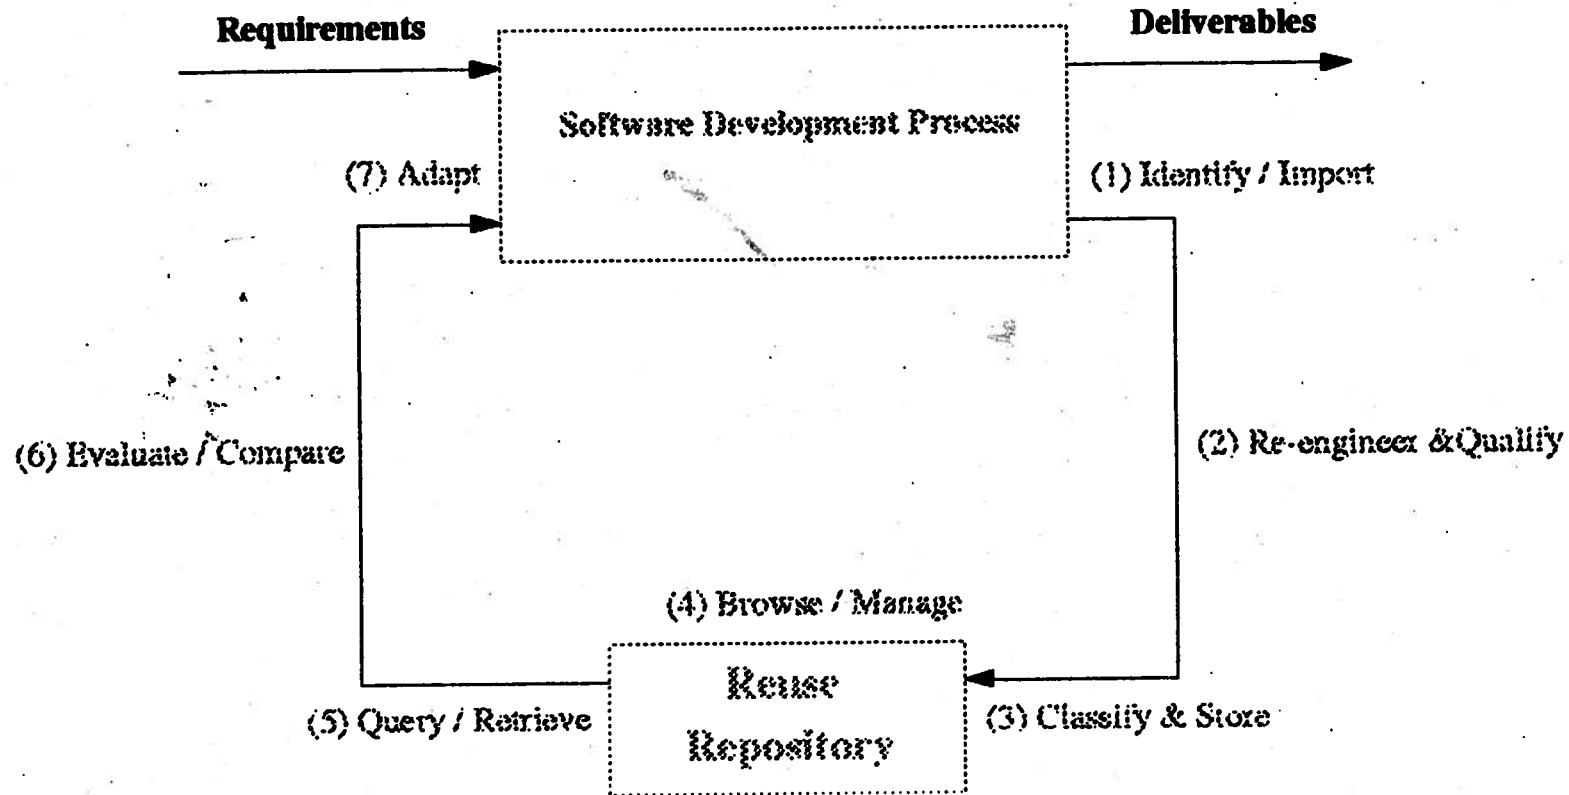 Requirements
Deliverables
Software Development Process
(7) Adapt
(1) Identify / Import
(6) Evaluate / Compare
(2) Re-engineer &Qualify
(4) Browse / Manage
Reuse
Repository
(5) Query / Retrieve
(3) Classify & Store